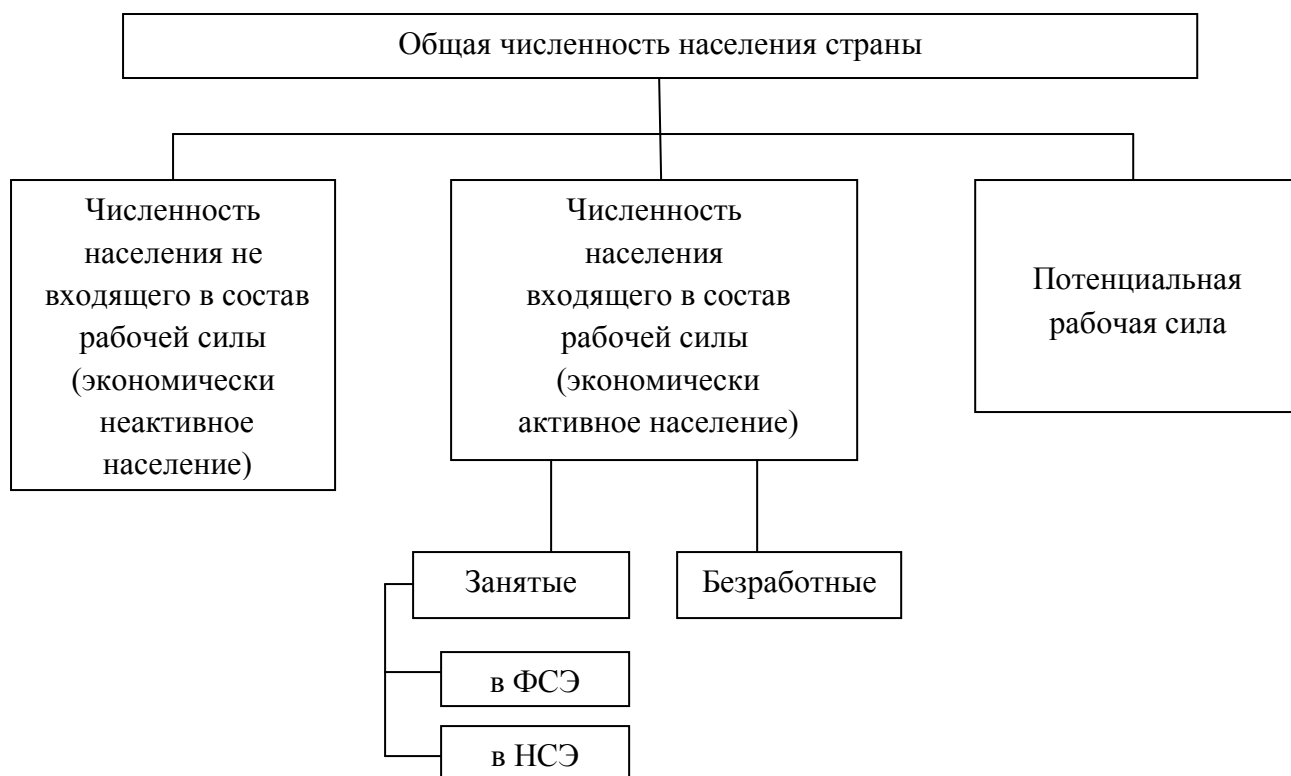 Общая численность населения страны
Численность
населения не
входящего в состав
рабочей силы
(экономически
неактивное
население)
Численность
населения
входящего в состав
рабочей силы
(экономически
активное население)
Потенциальная
рабочая сила
Занятые
Безработные
в ФСЭ
в НСЭ